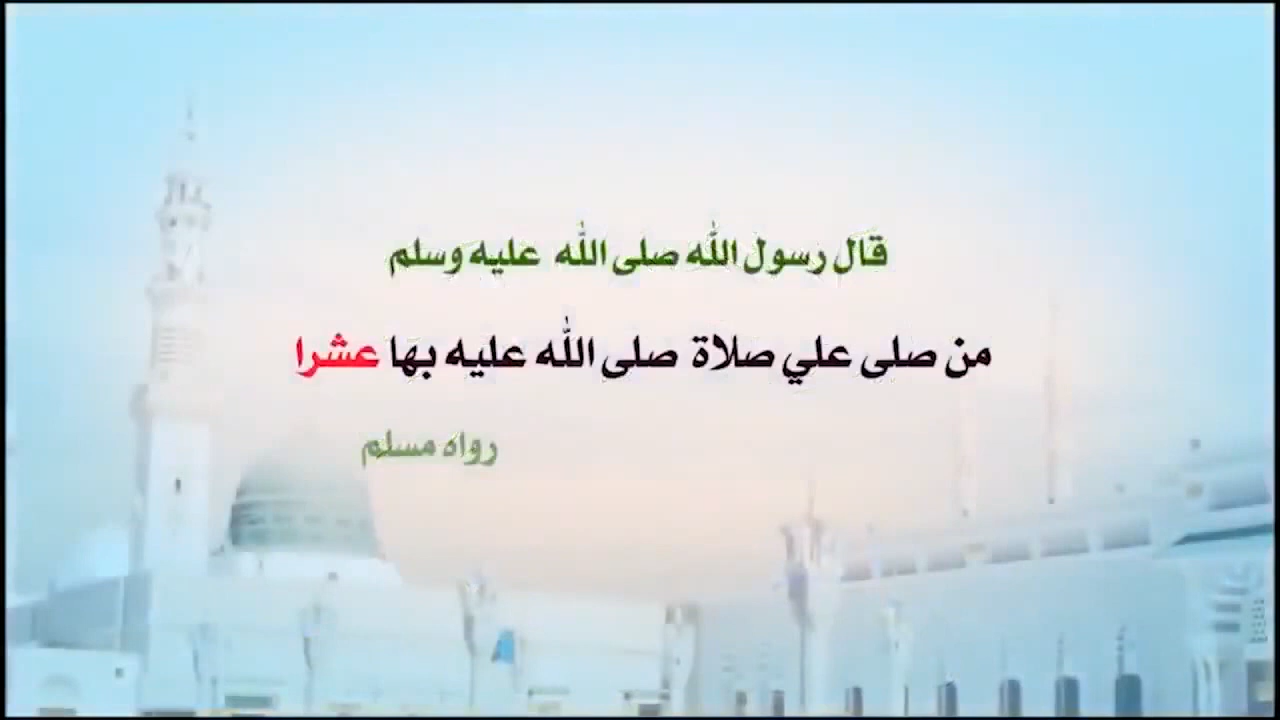 قال رسول الله صلى الله عليه وسلم
من صلى علي صلاة صلى الله عليه بها عشرا
رواه مسلم